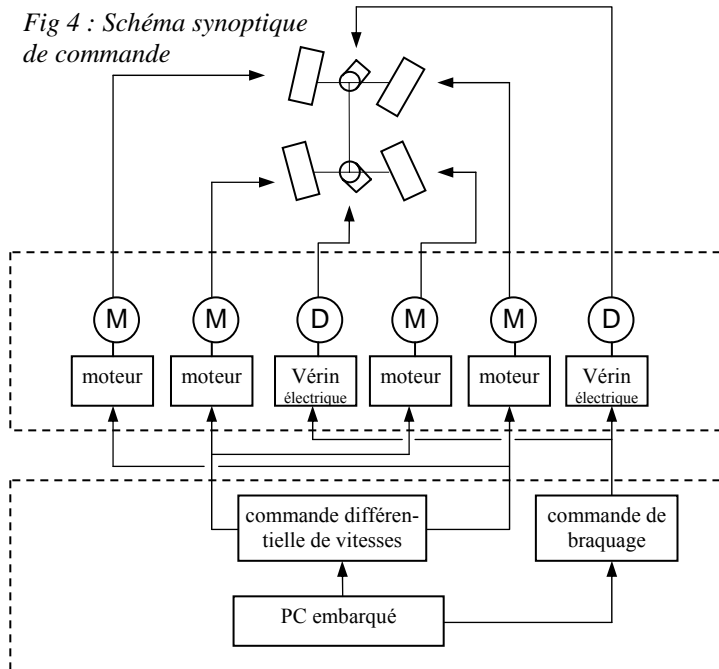 Fig 4 : Schéma synoptique
de commande
M M D M M D
moteur moteur Vérin moteur moteur Vérin
électrique électrique
commande différen-
tielle de vitesses
commande de
braquage
PC embarqué